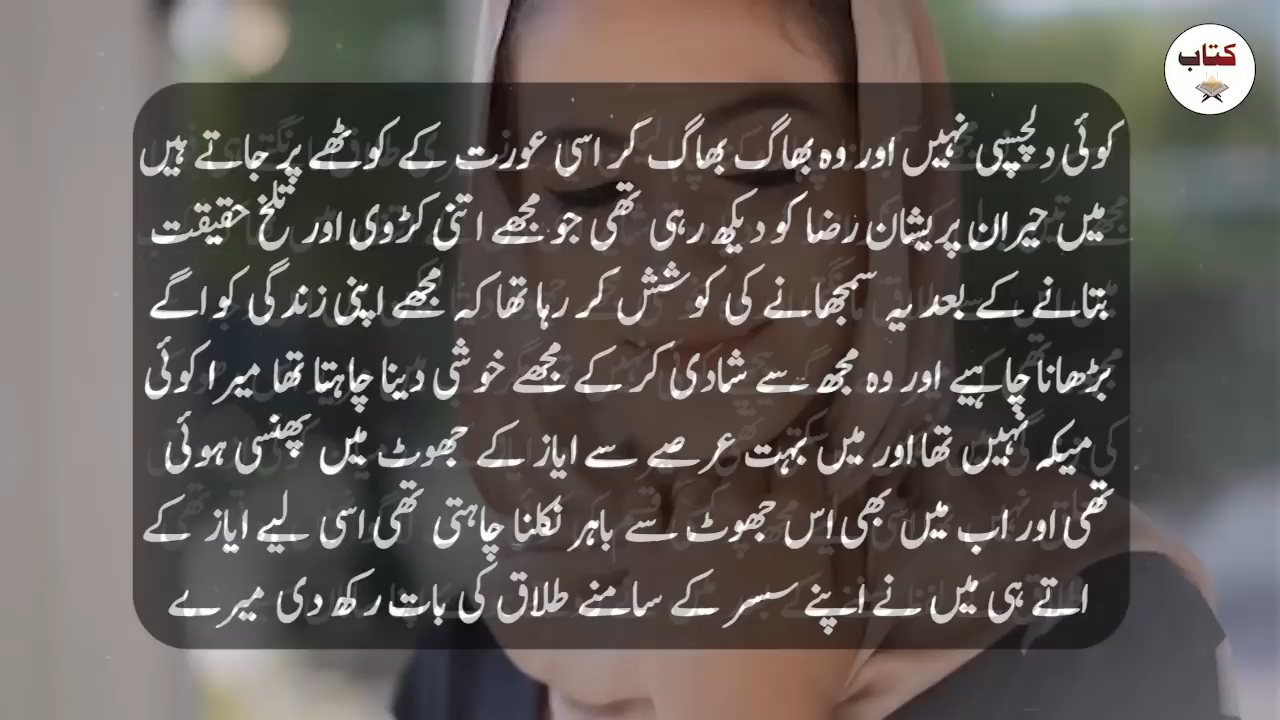 کتاب
کوئی دلچسپی نہیں اور وہ بھاگ بھاگ کر اسی عورت کے کوٹھے پر جاتے ہیں
میں حیران پریشان رضا کو دیکھ رہی تھی جو مجھے اتنی کڑوی اور تلخ حقیقت
بتانے کے بعد یہ سمجھانے کی کوشش کر رہا تھا کہ مجھے اپنی زندگی کو اگے
بڑھانا چاہیے اور وہ مجھ سے شادی کر کے مجھے خوشی دینا چاہتا تھا میرا کوئی
میکہ نہیں تھا اور میں بہت عرصے سے ایاز کے جھوٹ میں پھنسی ہوئی
تھی اور اب میں بھی اس جھوٹ سے باہر نکلنا چاہتی تھی اسی لیے ایاز کے
اتے ہی میں نے اپنے سسر کے سامنے طلاق کی بات رکھ دی میرے